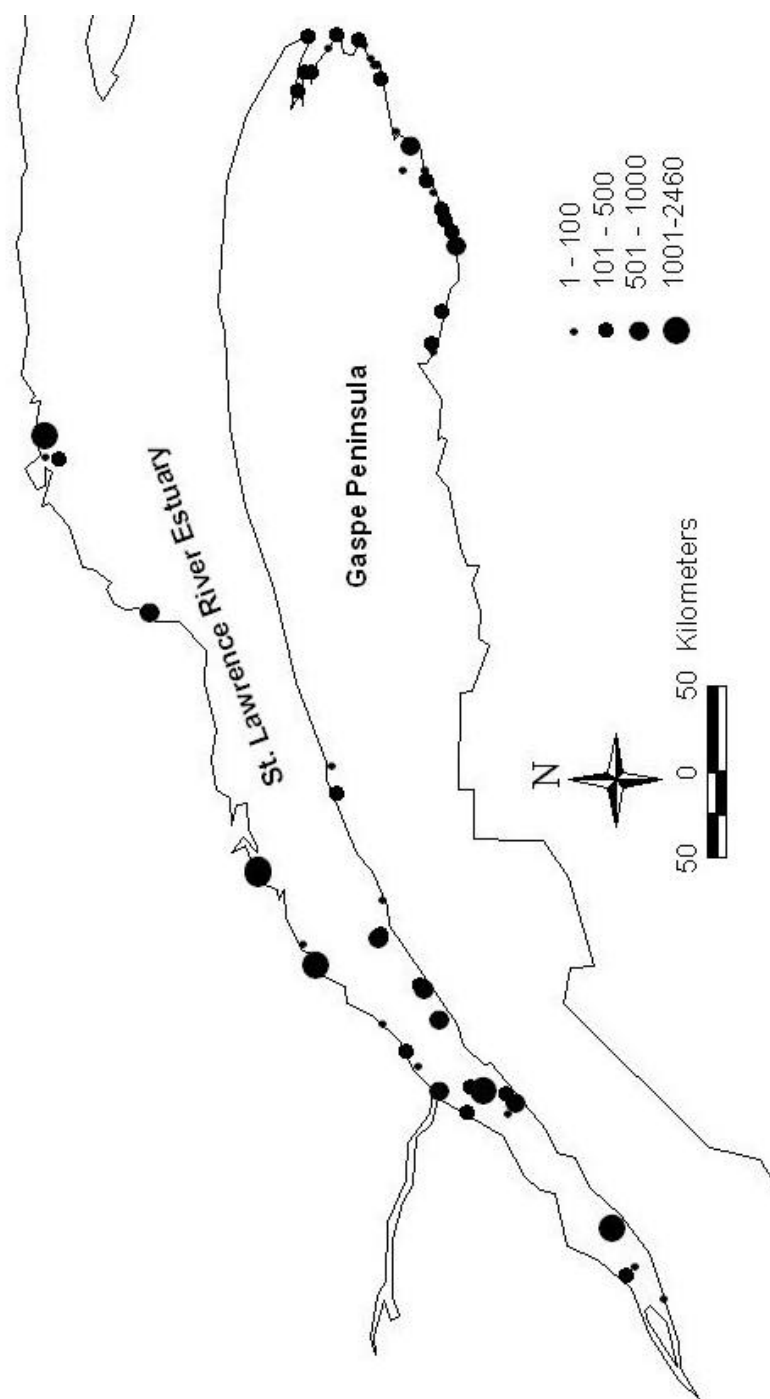 St. Lawrence River Estuary
Gaspe Peninsula
1 - 100
101 - 500
501 - 1000
1001-2460
N
50 0 50 Kilometers